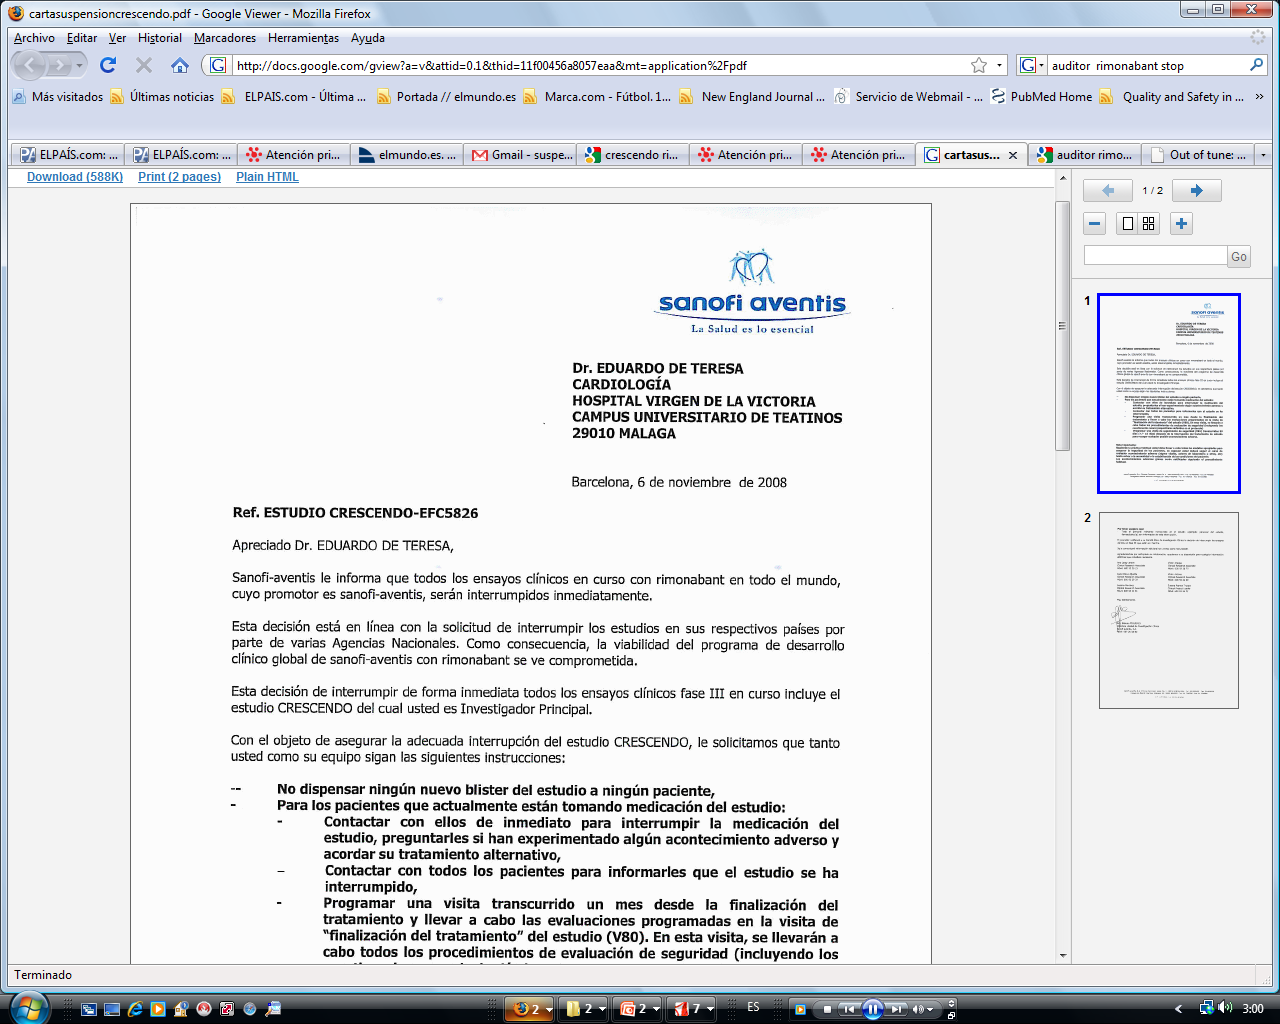 cartasuspensioncrescendo.pdf - Google Viewer - Mozilla Firefox
Archivo Editar Ver Historial Marcadores Herramientas Ayuda
http://docs.google.com/gview?a=v&attid=0.1&thid=11f00456a8057eaa&mt=application%2Fpdf
auditor rimonabant stop
Más visitados Últimas noticias ELPAIS.com - Última ... Portada // elmundo.es Marca.com - Fútbol. 1... New England Journal ... Servicio de Webmail - ... PubMed Home Quality and Safety in ... »
ELPAÍS.com: ... ELPAÍS.com: ... Atención pri... elmundo.es. ... Gmail - suspe... crescendo ri... Atención pri... Atención pri... cartasus... auditor rimo... Out of tune: ...
Download (588K) Print (2 pages) Plain HTML
1 / 2
Go
1
2
sanofi aventis
La Salud es lo esencial
Dr. EDUARDO DE TERESA
CARDIOLOGÍA
HOSPITAL VIRGEN DE LA VICTORIA
CAMPUS UNIVERSITARIO DE TEATINOS
29010 MALAGA
Barcelona, 6 de noviembre de 2008
Ref. ESTUDIO CRESCENDO-EFC5826
Apreciado Dr. EDUARDO DE TERESA,
Sanofi-aventis le informa que todos los ensayos clínicos en curso con rimonabant en todo el mundo,
cuyo promotor es sanofi-aventis, serán interrumpidos inmediatamente.
Esta decisión está en línea con la solicitud de interrumpir los estudios en sus respectivos países por
parte de varias Agencias Nacionales. Como consecuencia, la viabilidad del programa de desarrollo
clínico global de sanofi-aventis con rimonabant se ve comprometida.
Esta decisión de interrumpir de forma inmediata todos los ensayos clínicos fase III en curso incluye el
estudio CRESCENDO del cual usted es Investigador Principal.
Con el objeto de asegurar la adecuada interrupción del estudio CRESCENDO, le solicitamos que tanto
usted como su equipo sigan las siguientes instrucciones:
-- No dispensar ningún nuevo blister del estudio a ningún paciente,
- Para los pacientes que actualmente están tomando medicación del estudio:
- Contactar con ellos de inmediato para interrumpir la medicación del
estudio, preguntarles si han experimentado algún acontecimiento adverso y
acordar su tratamiento alternativo,
– Contactar con todos los pacientes para informarles que el estudio se ha
interrumpido,
- Programar una visita transcurrido un mes desde la finalización del
tratamiento y llevar a cabo las evaluaciones programadas en la visita de
“finalización del tratamiento” del estudio (V80). En esta visita, se llevarán a
cabo todos los procedimientos de evaluación de seguridad (incluyendo los
Terminado
2 2 2 7 ES 3:00